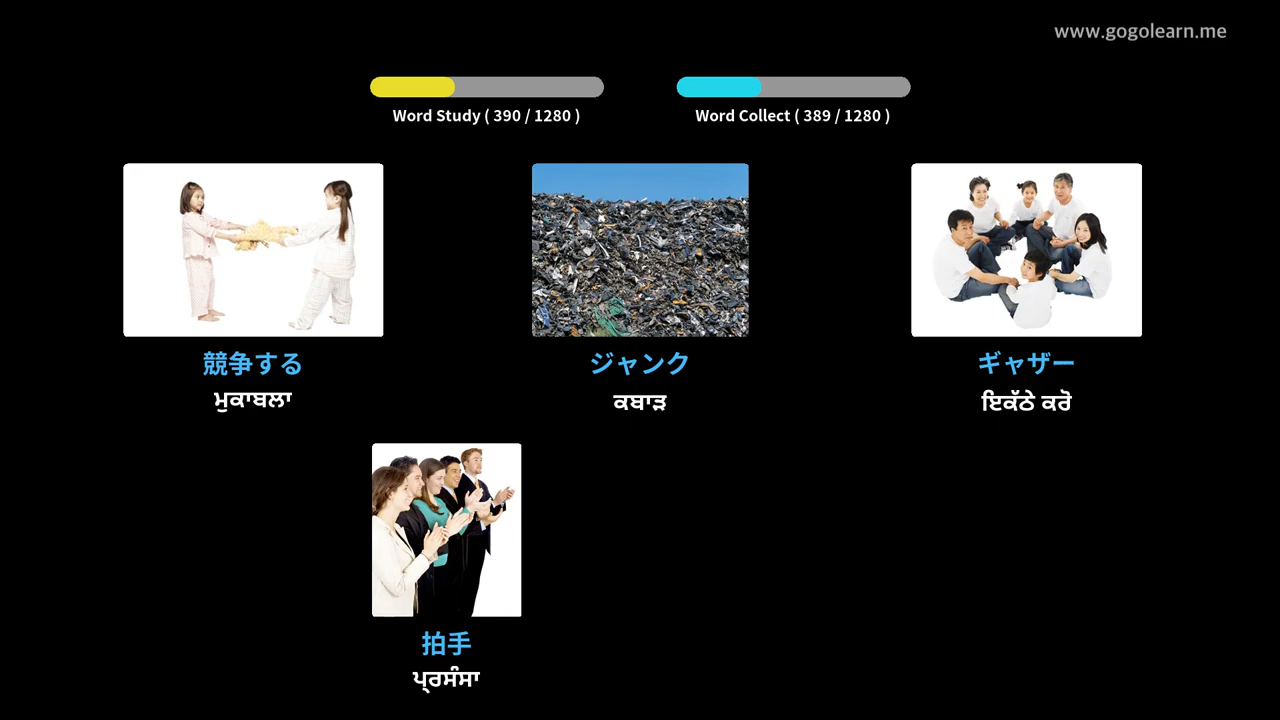 www.gogolearn.me
Word Study ( 390 / 1280 )
Word Collect ( 389 / 1280 )
競争する
ਮੁਕਾਬਲਾ
ジャンク
ਕਬਾੜ
ギャザー
ਇਕੱਠੇ ਕਰੋ
拍手
ਪ੍ਰਸੰਸਾ